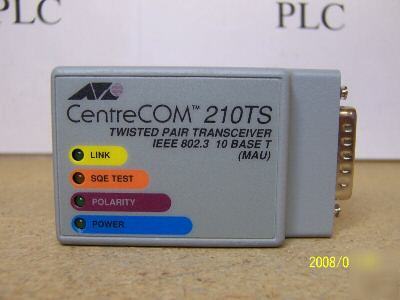 PLC
PLC
CentreCOM™ 210TS
TWISTED PAIR TRANSCEIVER
IEEE 802.3 10 BASE T
(MAU)
LINK
SQE TEST
POLARITY
POWER
2008/0